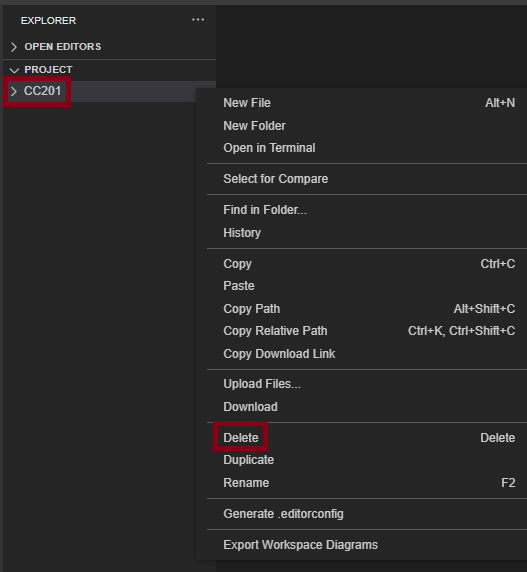 EXPLORER ...
OPEN EDITORS
PROJECT
CC201
New File Alt+N
New Folder
Open in Terminal
Select for Compare
Find in Folder...
History
Copy Ctrl+C
Paste
Copy Path Alt+Shift+C
Copy Relative Path Ctrl+K, Ctrl+Shift+C
Copy Download Link
Upload Files...
Download
Delete Delete
Duplicate
Rename F2
Generate .editorconfig
Export Workspace Diagrams